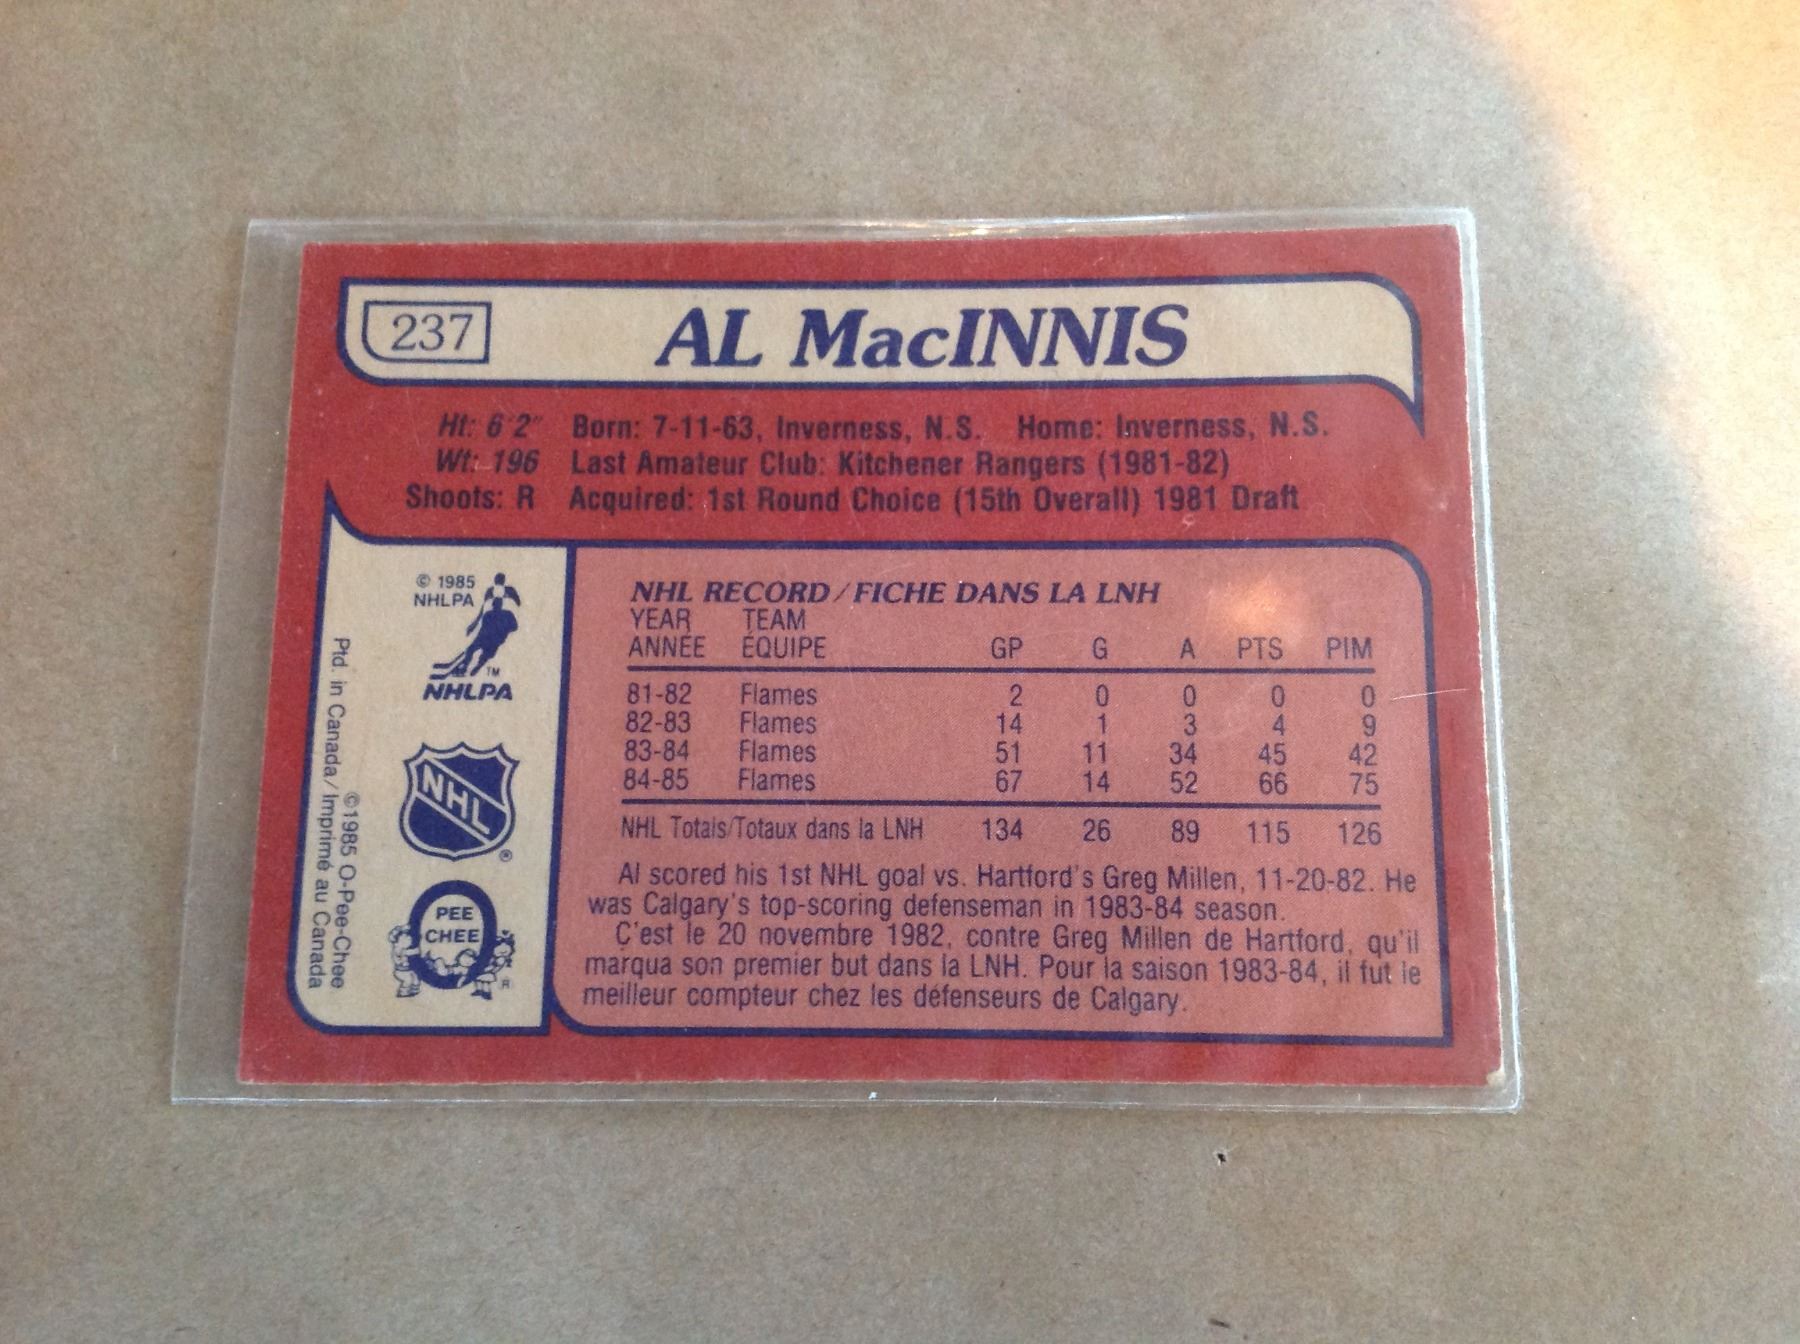 237
AL MacINNIS
Ht: 6'2" Born: 7-11-63, Inverness, N.S. Home: Inverness, N.S.
Wt: 196 Last Amateur Club: Kitchener Rangers (1981-82)
Shoots: R Acquired: 1st Round Choice (15th Overall) 1981 Draft
© 1985
NHLPA
TM
NHLPA
NHL
®
PEE
CHEE
R
©1985 O-Pee-Chee
Ptd. in Canada/Imprimé au Canada
NHL RECORD/FICHE DANS LA LNH
YEAR TEAM
ANNÉE ÉQUIPE GP G A PTS PIM
81-82 Flames 2 0 0 0 0
82-83 Flames 14 1 3 4 9
83-84 Flames 51 11 34 45 42
84-85 Flames 67 14 52 66 75
NHL Totals/Totaux dans la LNH 134 26 89 115 126
Al scored his 1st NHL goal vs. Hartford's Greg Millen, 11-20-82. He
was Calgary's top-scoring defenseman in 1983-84 season.
C'est le 20 novembre 1982, contre Greg Millen de Hartford, qu'il
marqua son premier but dans la LNH. Pour la saison 1983-84, il fut le
meilleur compteur chez les défenseurs de Calgary.